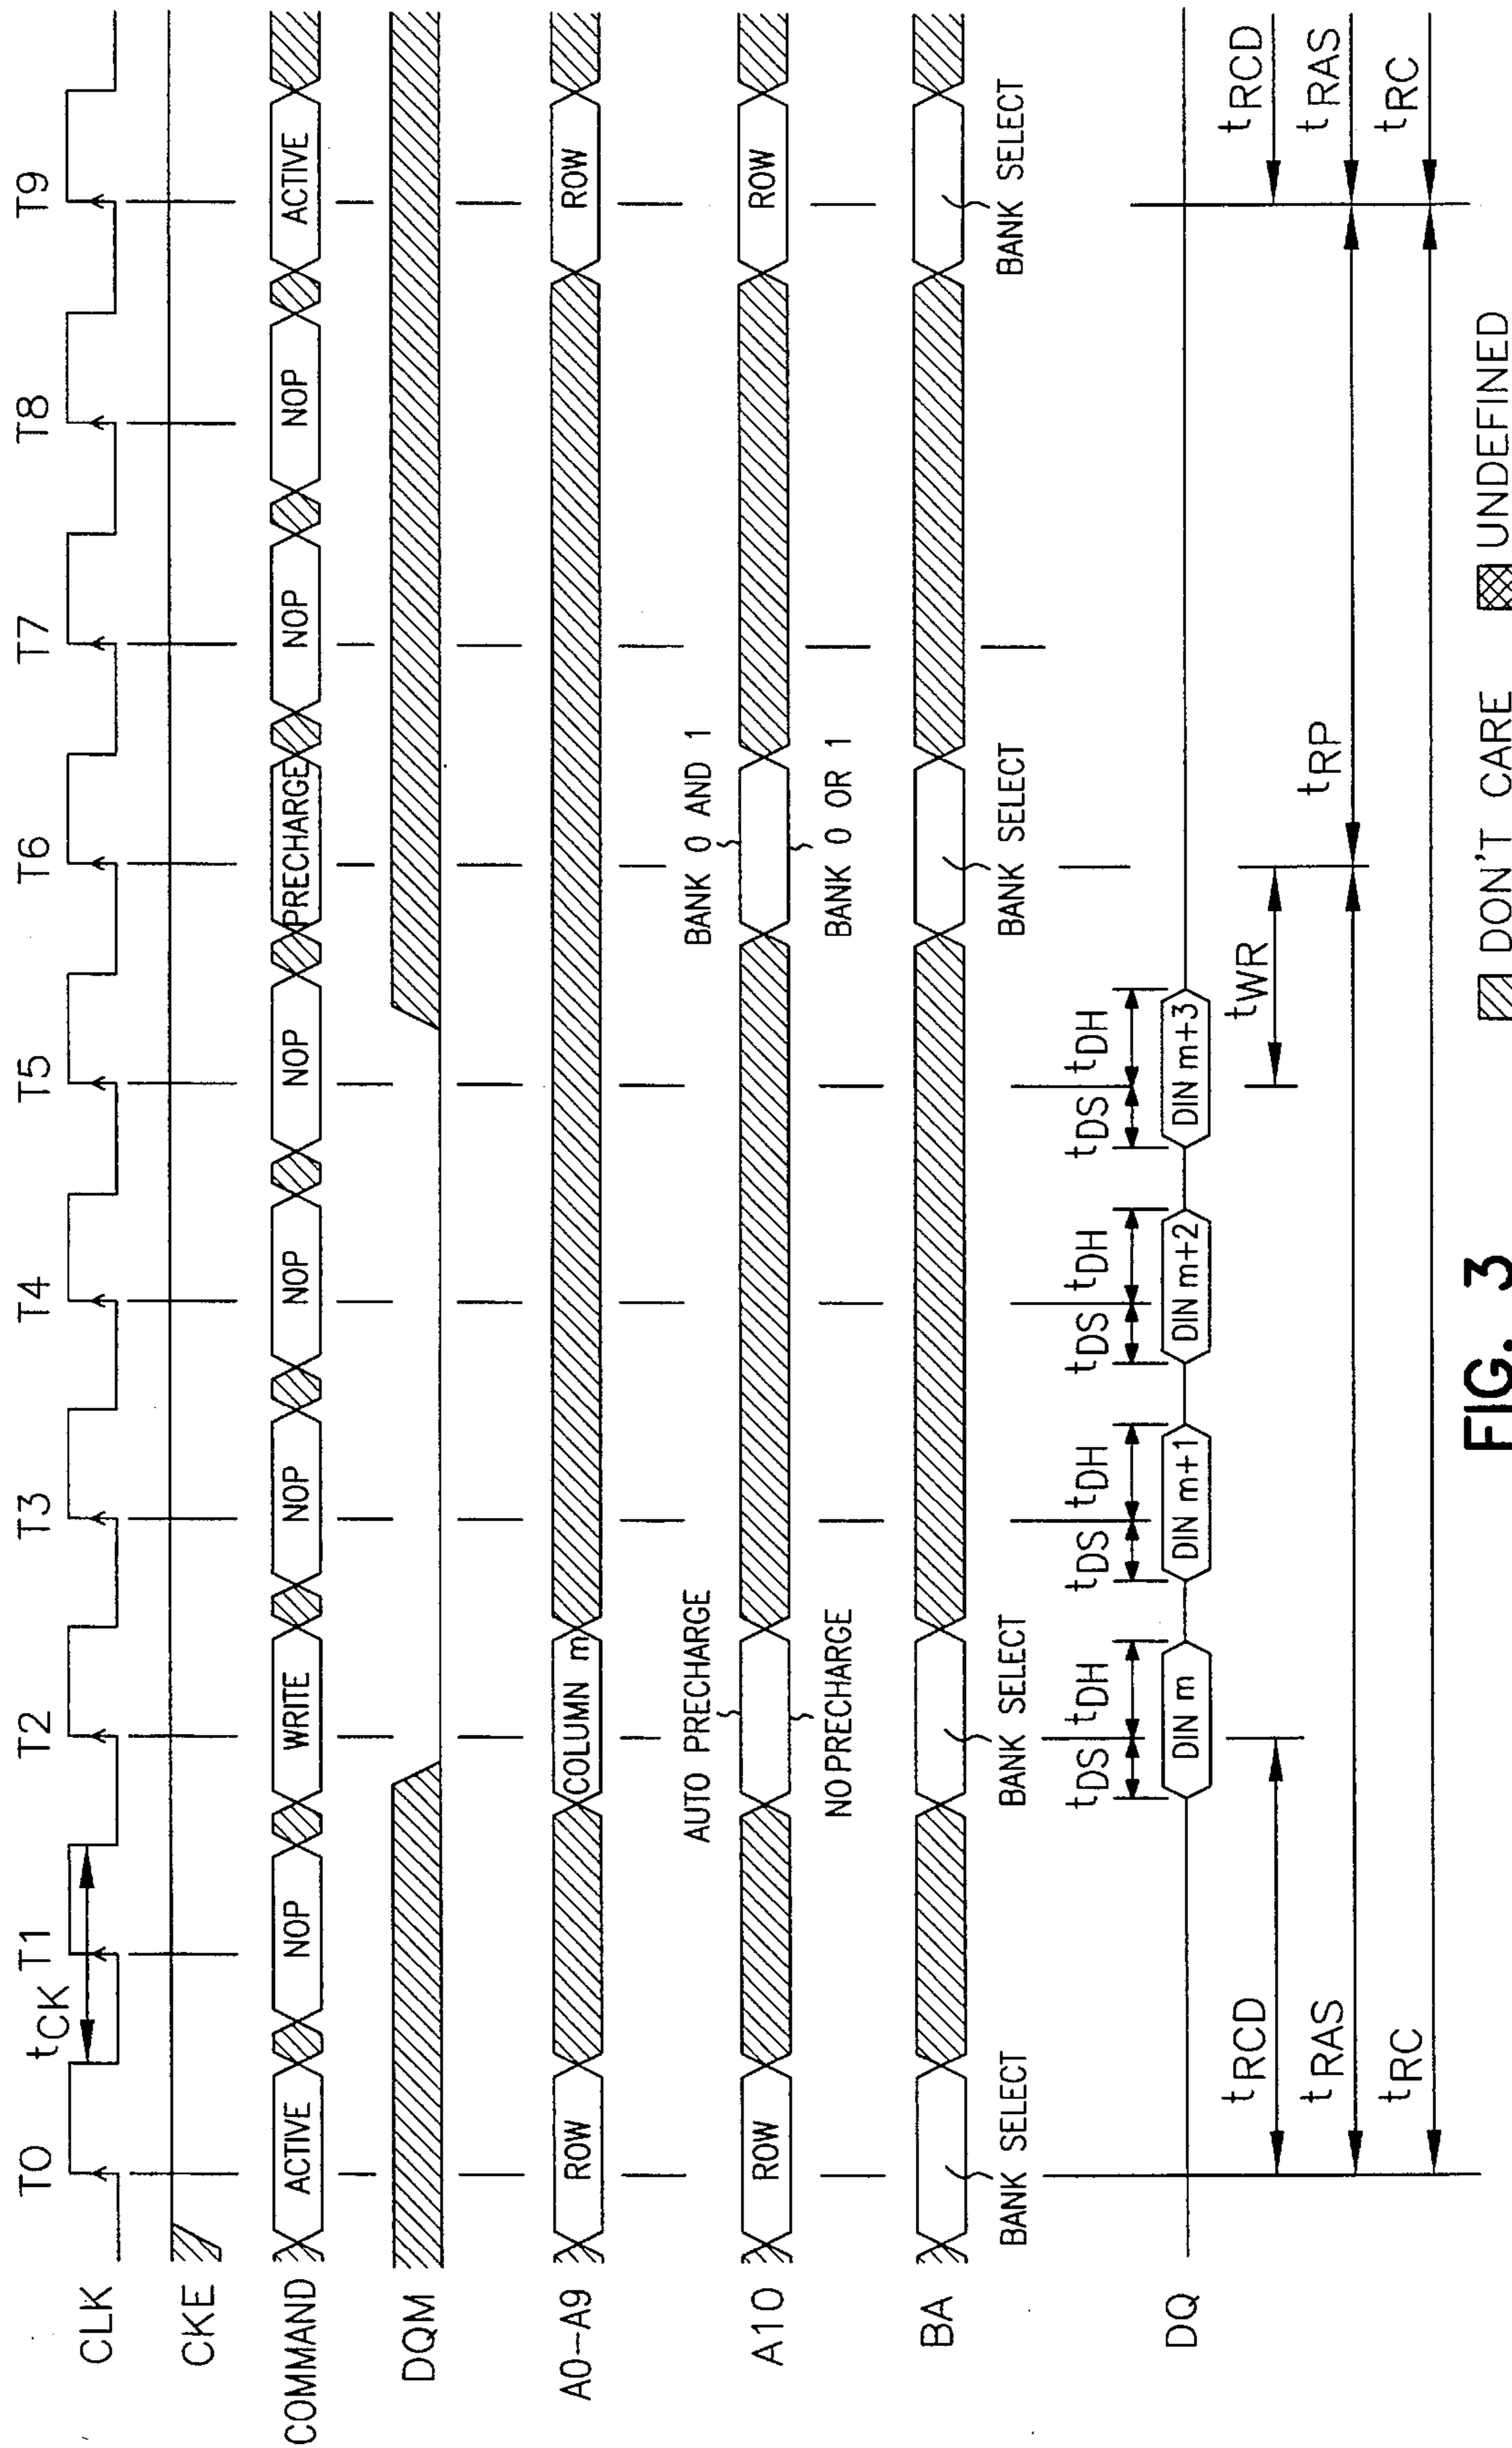 T0 T1 T2 T3 T4 T5 T6 T7 T8 T9
tCK
CLK
CKE
COMMAND ACTIVE NOP WRITE NOP NOP NOP PRECHARGE NOP NOP ACTIVE
DQM
A0-A9 ROW COLUMN m ROW
AUTO PRECHARGE BANK 0 AND 1
A10 ROW ROW
NO PRECHARGE BANK 0 OR 1
BA
BANK SELECT BANK SELECT BANK SELECT BANK SELECT
tDS tDH tDS tDH tDS tDH tDS tDH
DQ DIN m DIN m+1 DIN m+2 DIN m+3
tRCD tWR tRCD
tRAS tRP tRAS
tRC tRC
DON'T CARE UNDEFINED
FIG. 3